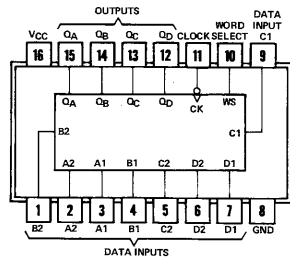 OUTPUTS
DATA INPUT C1
VCC QA QB QC QD CLOCK WORD SELECT
16 15 14 13 12 11 10 9
QA QB QC QD CK WS
B2 C1
A2 A1 B1 C2 D2 D1
1 2 3 4 5 6 7 8
B2 A2 A1 B1 C2 D2 D1 GND
DATA INPUTS